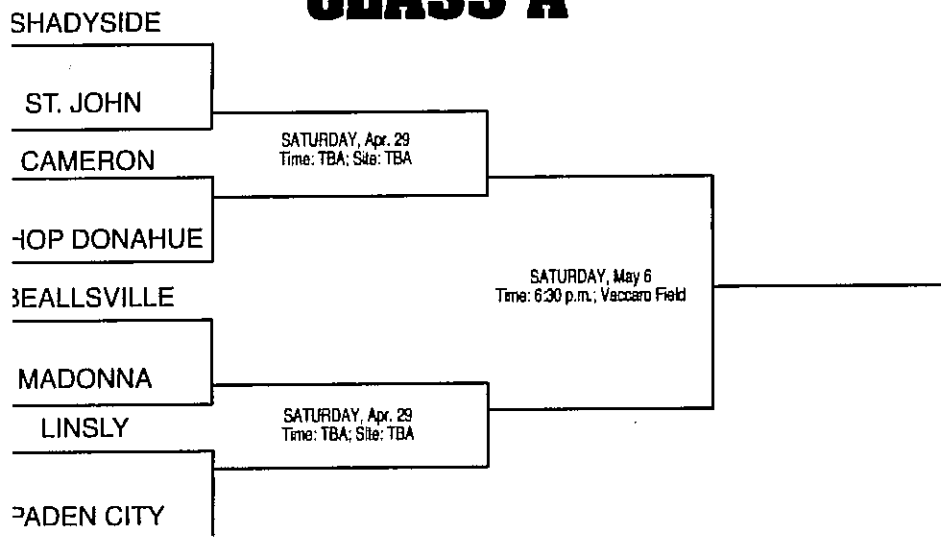 CLASS A
SHADYSIDE
ST. JOHN
SATURDAY, Apr. 29
Time: TBA; Site: TBA
CAMERON
HOP DONAHUE
SATURDAY, May 6
Time: 6:30 p.m.; Vaccaro Field
BEALLSVILLE
MADONNA
SATURDAY, Apr. 29
Time: TBA; Site: TBA
LINSLY
PADEN CITY